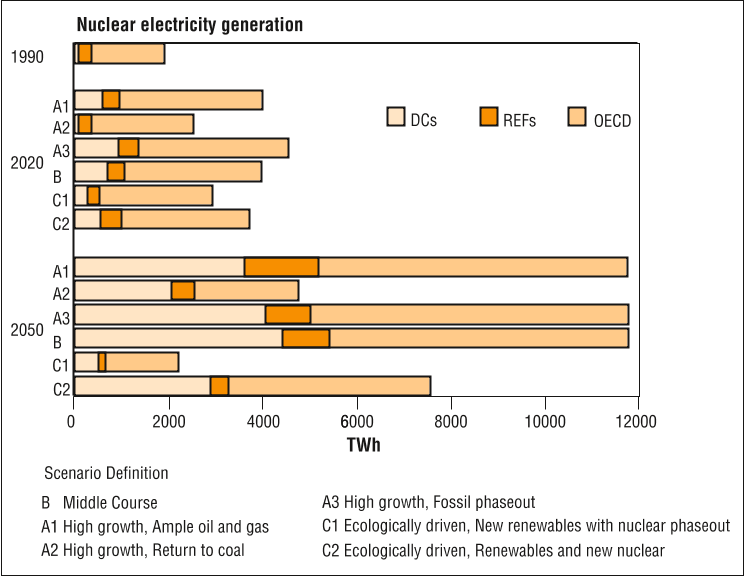 Nuclear electricity generation
1990
DCs REFs OECD
A1
A2
2020 A3
B
C1
C2
A1
A2
2050 A3
B
C1
C2
0 2000 4000 6000 8000 10000 12000
TWh
Scenario Definition
B Middle Course
A1 High growth, Ample oil and gas
A2 High growth, Return to coal
A3 High growth, Fossil phaseout
C1 Ecologically driven, New renewables with nuclear phaseout
C2 Ecologically driven, Renewables and new nuclear